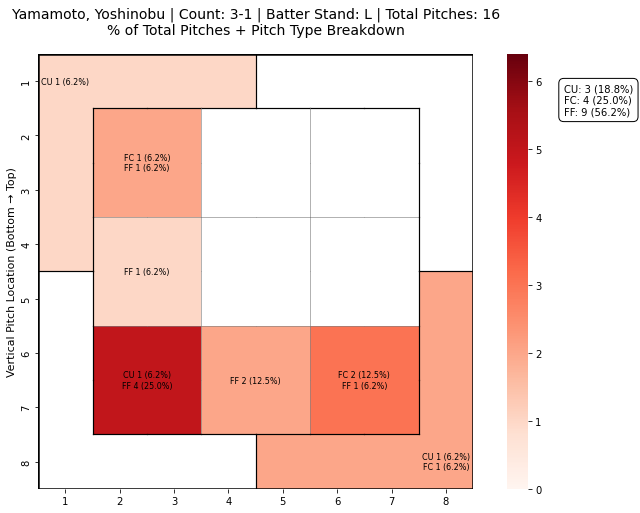 Yamamoto, Yoshinobu | Count: 3-1 | Batter Stand: L | Total Pitches: 16
% of Total Pitches + Pitch Type Breakdown
CU: 3 (18.8%)
FC: 4 (25.0%)
FF: 9 (56.2%)
Vertical Pitch Location (Bottom → Top)
1
2
3
4
5
6
7
8
CU 1 (6.2%)
FC 1 (6.2%)
FF 1 (6.2%)
FF 1 (6.2%)
CU 1 (6.2%)
FF 4 (25.0%)
FF 2 (12.5%)
FC 2 (12.5%)
FF 1 (6.2%)
CU 1 (6.2%)
FC 1 (6.2%)
1 2 3 4 5 6 7 8
6
5
4
3
2
1
0